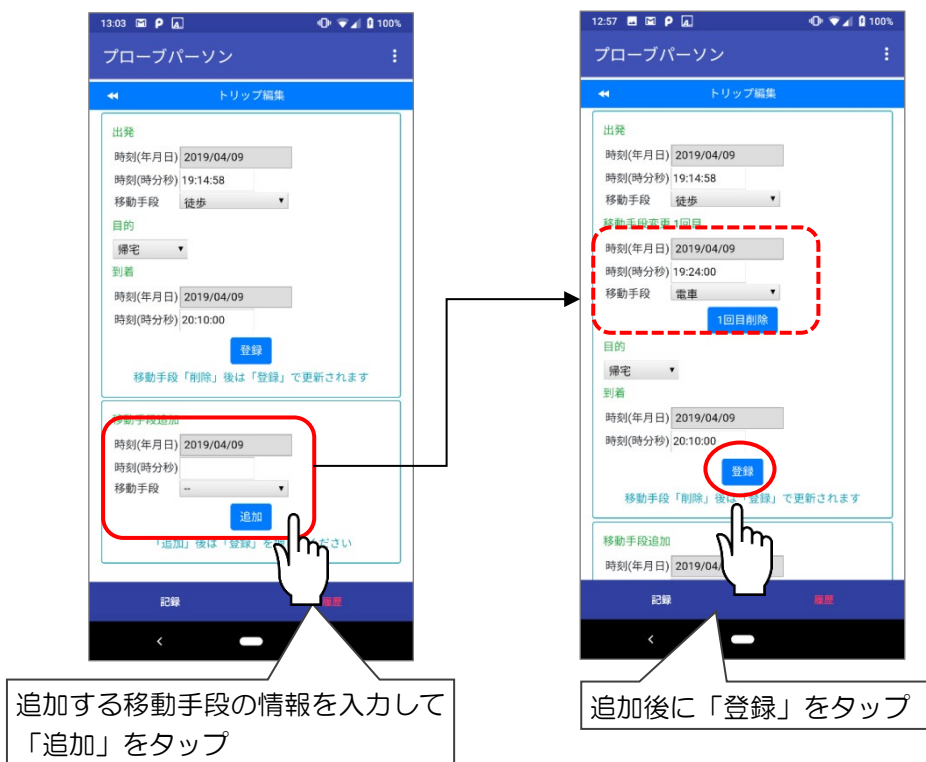 13:03 100%
プローブパーソン
トリップ編集
出発
時刻(年月日) 2019/04/09
時刻(時分秒) 19:14:58
移動手段 徒歩
目的
帰宅
到着
時刻(年月日) 2019/04/09
時刻(時分秒) 20:10:00
登録
移動手段「削除」後は「登録」で更新されます
移動手段追加
時刻(年月日) 2019/04/09
時刻(時分秒)
移動手段 --
追加
「追加」後は「登録」を ください
記録 履歴
追加する移動手段の情報を入力して
「追加」をタップ
12:57 100%
プローブパーソン
トリップ編集
出発
時刻(年月日) 2019/04/09
時刻(時分秒) 19:14:58
移動手段 徒歩
移動手段変更 1回目
時刻(年月日) 2019/04/09
時刻(時分秒) 19:24:00
移動手段 電車
1回目削除
目的
帰宅
到着
時刻(年月日) 2019/04/09
時刻(時分秒) 20:10:00
登録
移動手段「削除」後は「登録」で更新されます
移動手段追加
時刻(年月日) 2019/04/
記録 履歴
追加後に「登録」をタップ